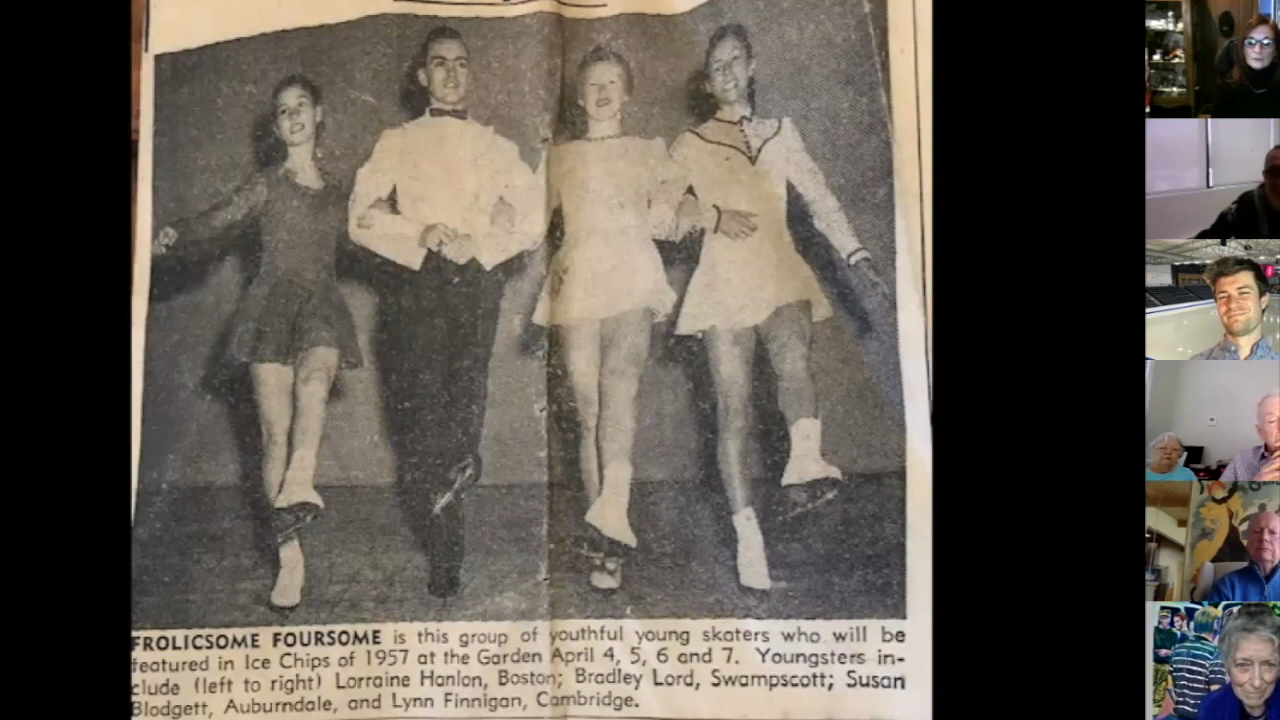 FROLICSOME FOURSOME is this group of youthful young skaters who will be
featured in Ice Chips of 1957 at the Garden April 4, 5, 6 and 7. Youngsters in-
clude (left to right) Lorraine Hanlon, Boston; Bradley Lord, Swampscott; Susan
Blodgett, Auburndale, and Lynn Finnigan, Cambridge.